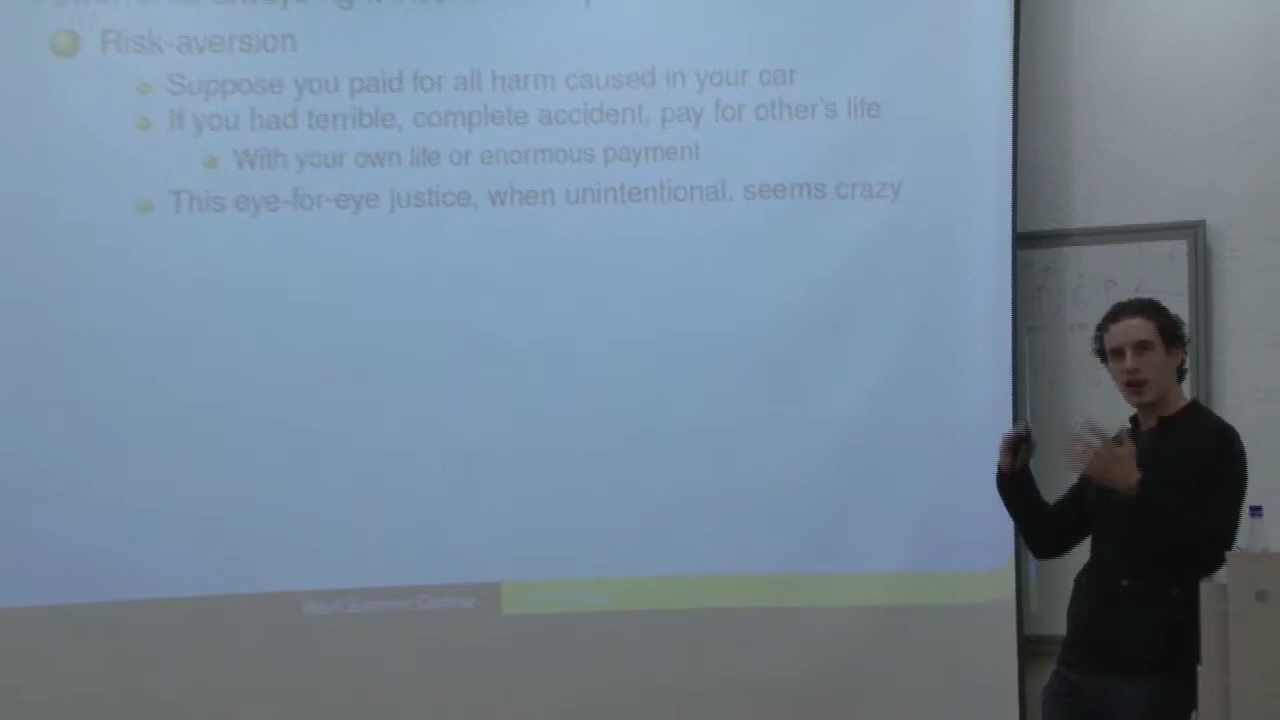 Risk-aversion
Suppose you paid for all harm caused in your car
If you had terrible, complete accident, pay for other's life
With your own life or enormous payment
This eye-for-eye justice, when unintentional, seems crazy